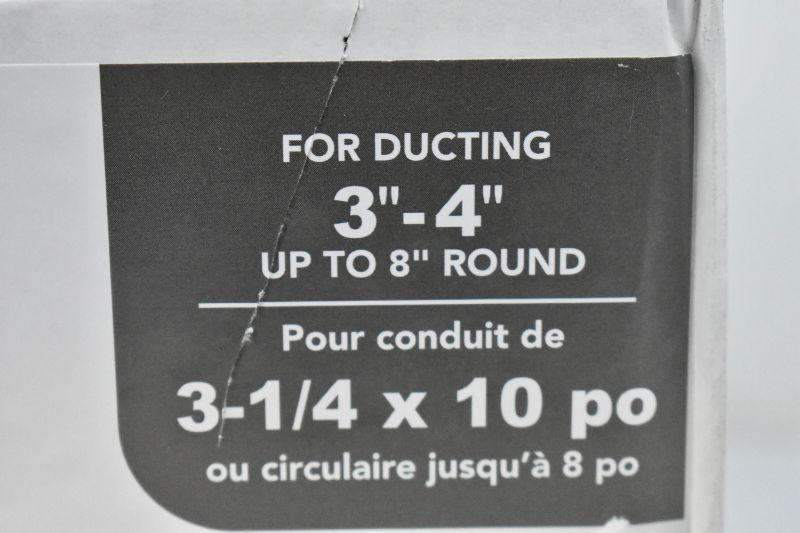 FOR DUCTING
3"-4"
UP TO 8" ROUND
Pour conduit de
3-1/4 x 10 po
ou circulaire jusqu'à 8 po